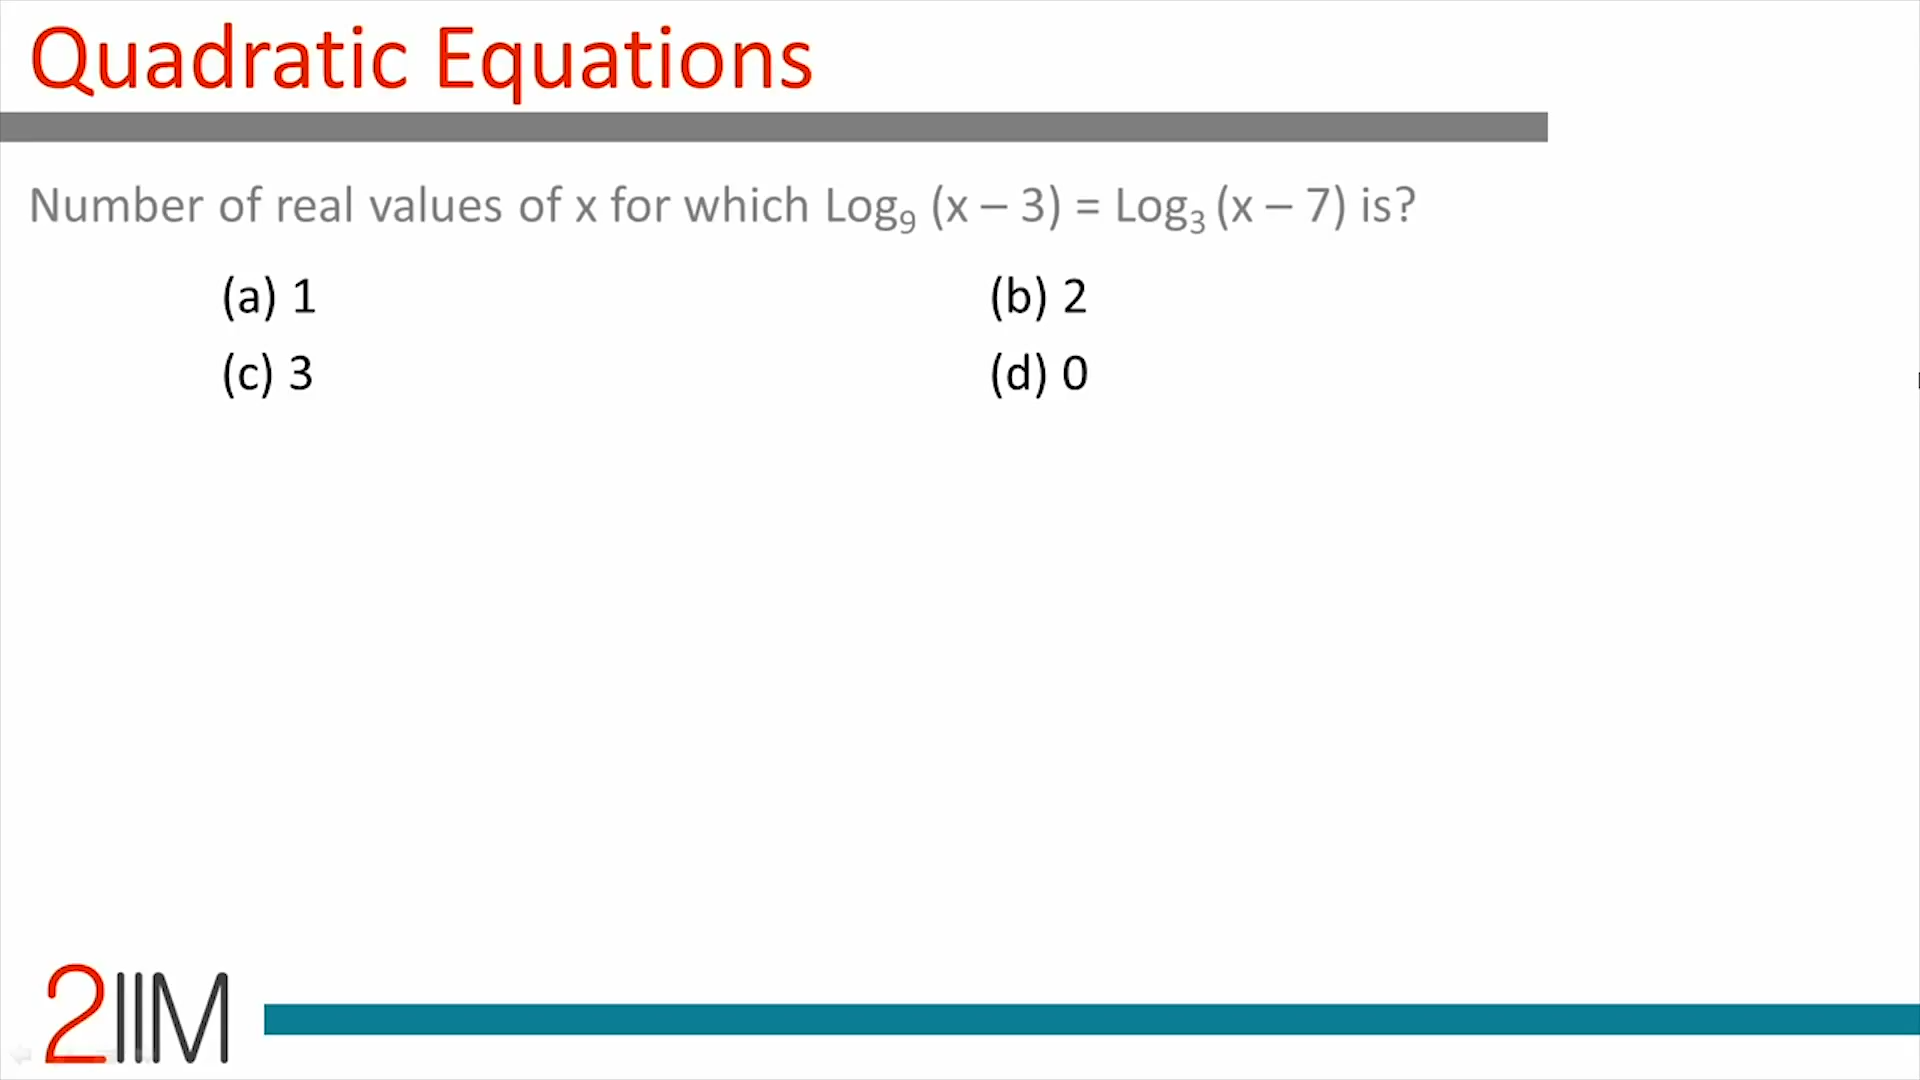 Quadratic Equations
Number of real values of x for which Log₉ (x – 3) = Log₃ (x – 7) is?
(a) 1 (b) 2
(c) 3 (d) 0
2IIM